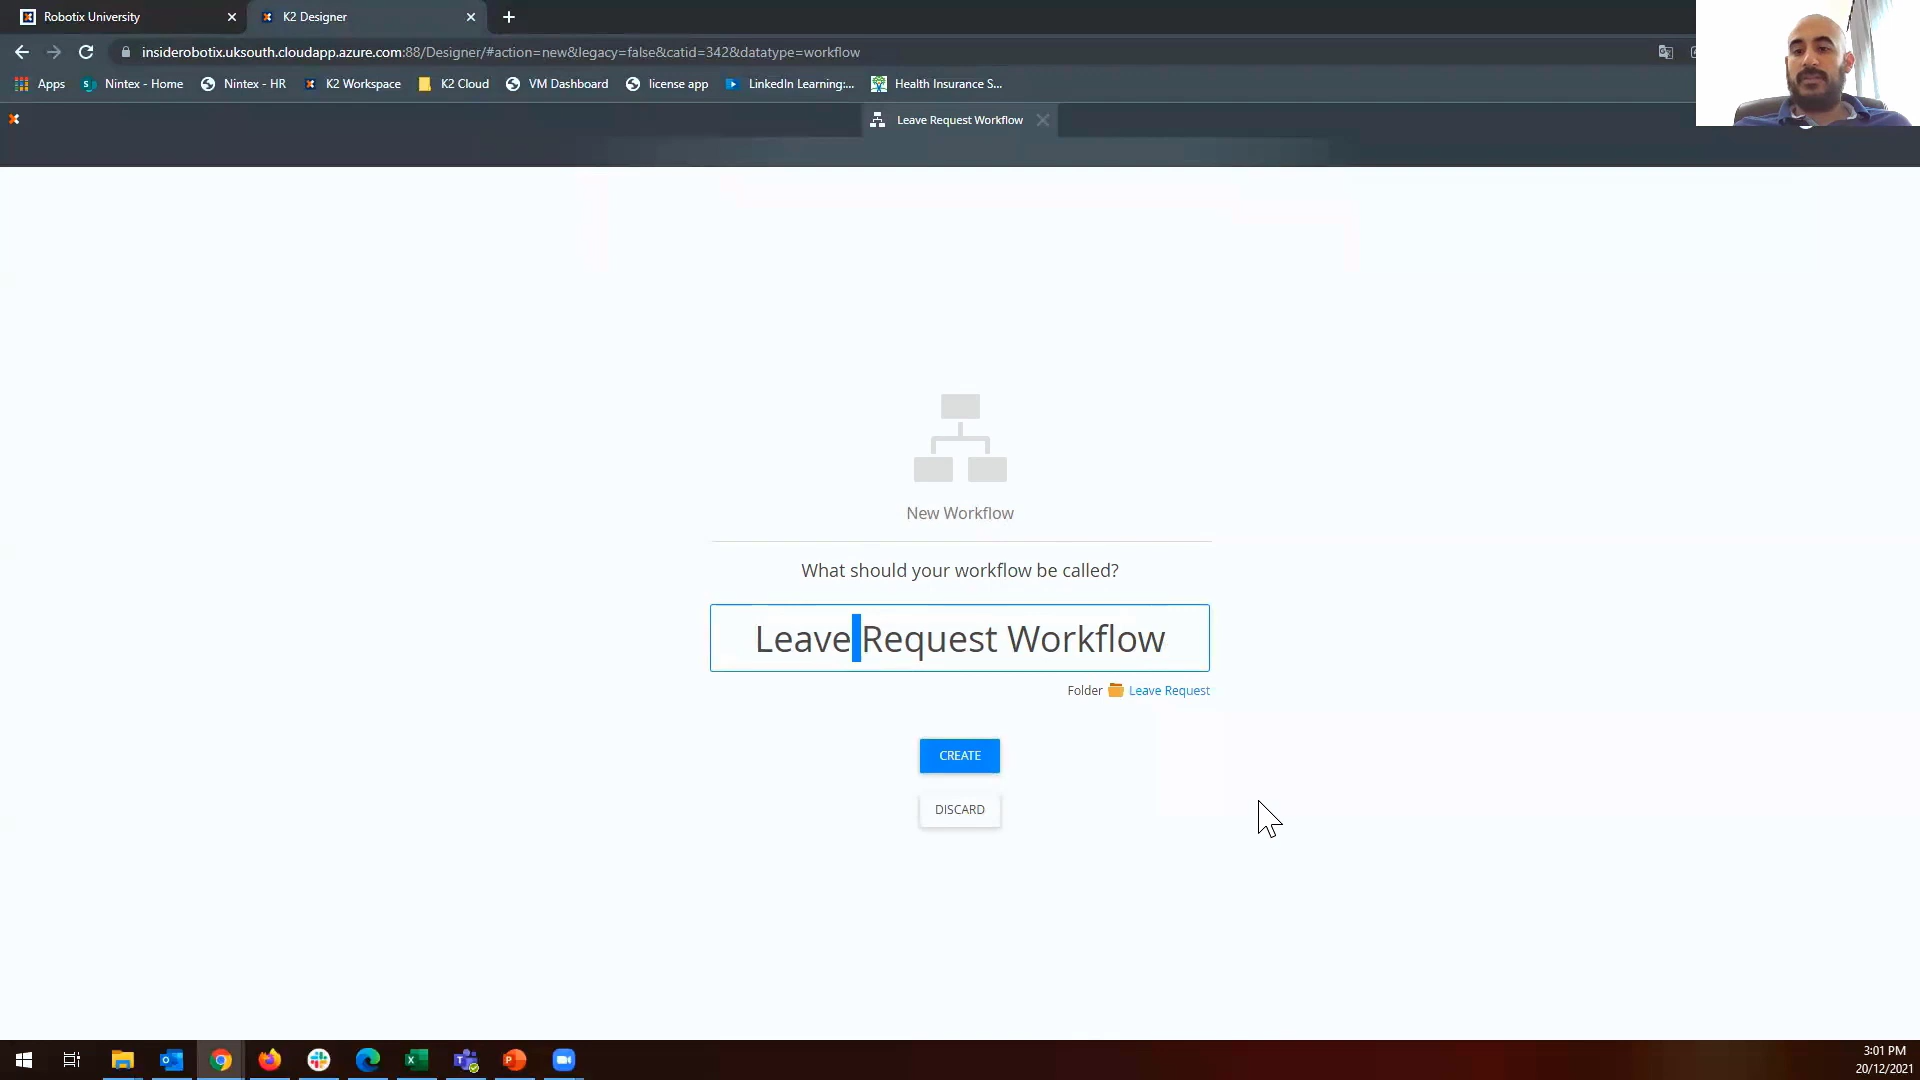 Robotix University
K2 Designer
insiderobotix.uksouth.cloudapp.azure.com:88/Designer/#action=new&legacy=false&catid=342&datatype=workflow
Apps Nintex - Home Nintex - HR K2 Workspace K2 Cloud VM Dashboard license app LinkedIn Learning:... Health Insurance S...
Leave Request Workflow
New Workflow
What should your workflow be called?
Leave Request Workflow
Folder Leave Request
CREATE
DISCARD
3:01 PM
20/12/2021